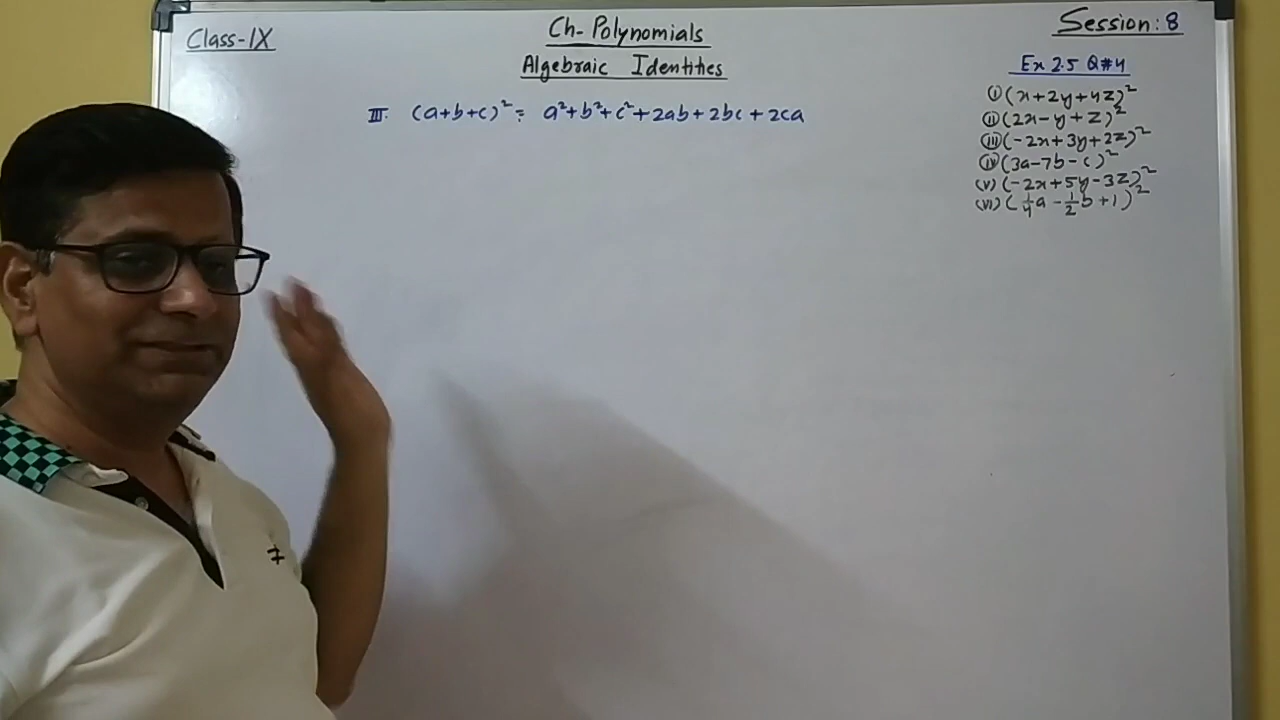 Class-IX
Ch- Polynomials
Session: 8
Algebraic Identities
III. (a+b+c)² = a²+b²+c²+2ab+2bc+2ca
Ex 2.5 Q#4
(i) (x+2y+4z)²
(ii) (2x-y+z)²
(iii) (-2x+3y+2z)²
(iv) (3a-7b-c)²
(v) (-2x+5y-3z)²
(vi) (1/4 a - 1/2 b +1)²